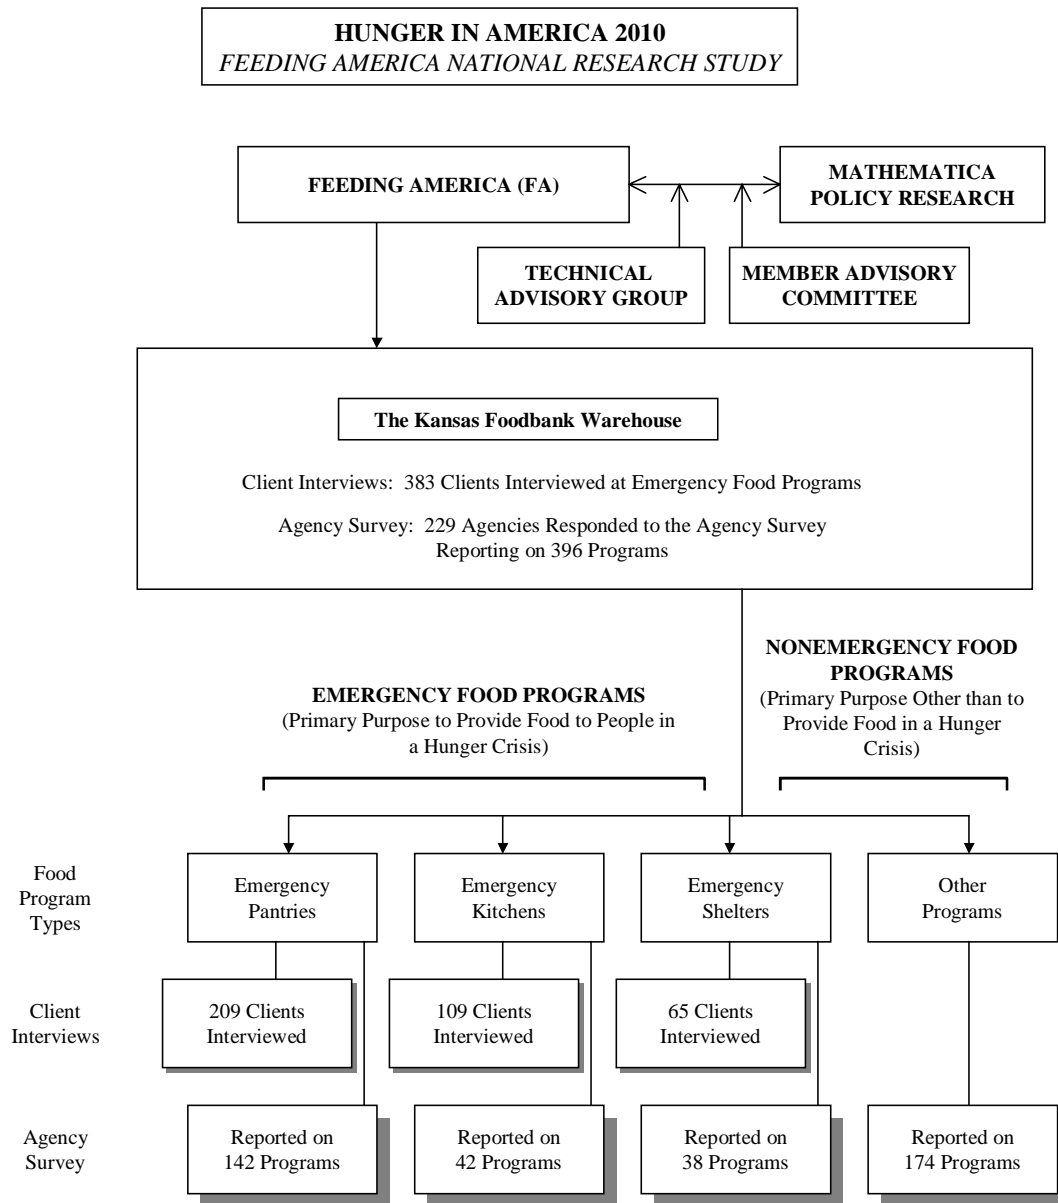 HUNGER IN AMERICA 2010
FEEDING AMERICA NATIONAL RESEARCH STUDY
FEEDING AMERICA (FA)
MATHEMATICA
POLICY RESEARCH
TECHNICAL
ADVISORY GROUP
MEMBER ADVISORY
COMMITTEE
The Kansas Foodbank Warehouse
Client Interviews: 383 Clients Interviewed at Emergency Food Programs
Agency Survey: 229 Agencies Responded to the Agency Survey
Reporting on 396 Programs
EMERGENCY FOOD PROGRAMS
(Primary Purpose to Provide Food to People in
a Hunger Crisis)
NONEMERGENCY FOOD
PROGRAMS
(Primary Purpose Other than to
Provide Food in a Hunger
Crisis)
Food
Program
Types
Emergency
Pantries
Emergency
Kitchens
Emergency
Shelters
Other
Programs
Client
Interviews
209 Clients
Interviewed
109 Clients
Interviewed
65 Clients
Interviewed
Agency
Survey
Reported on
142 Programs
Reported on
42 Programs
Reported on
38 Programs
Reported on
174 Programs